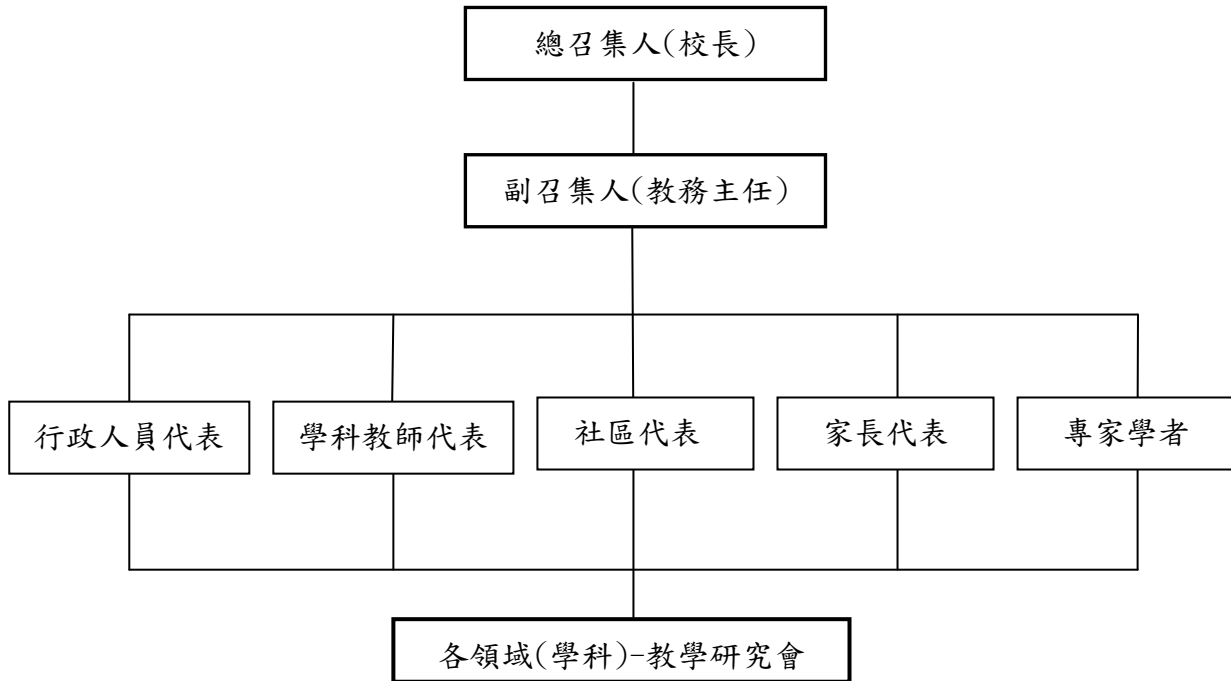 總召集人(校長)
副召集人(教務主任)
行政人員代表
學科教師代表
社區代表
家長代表
專家學者
各領域(學科)-教學研究會